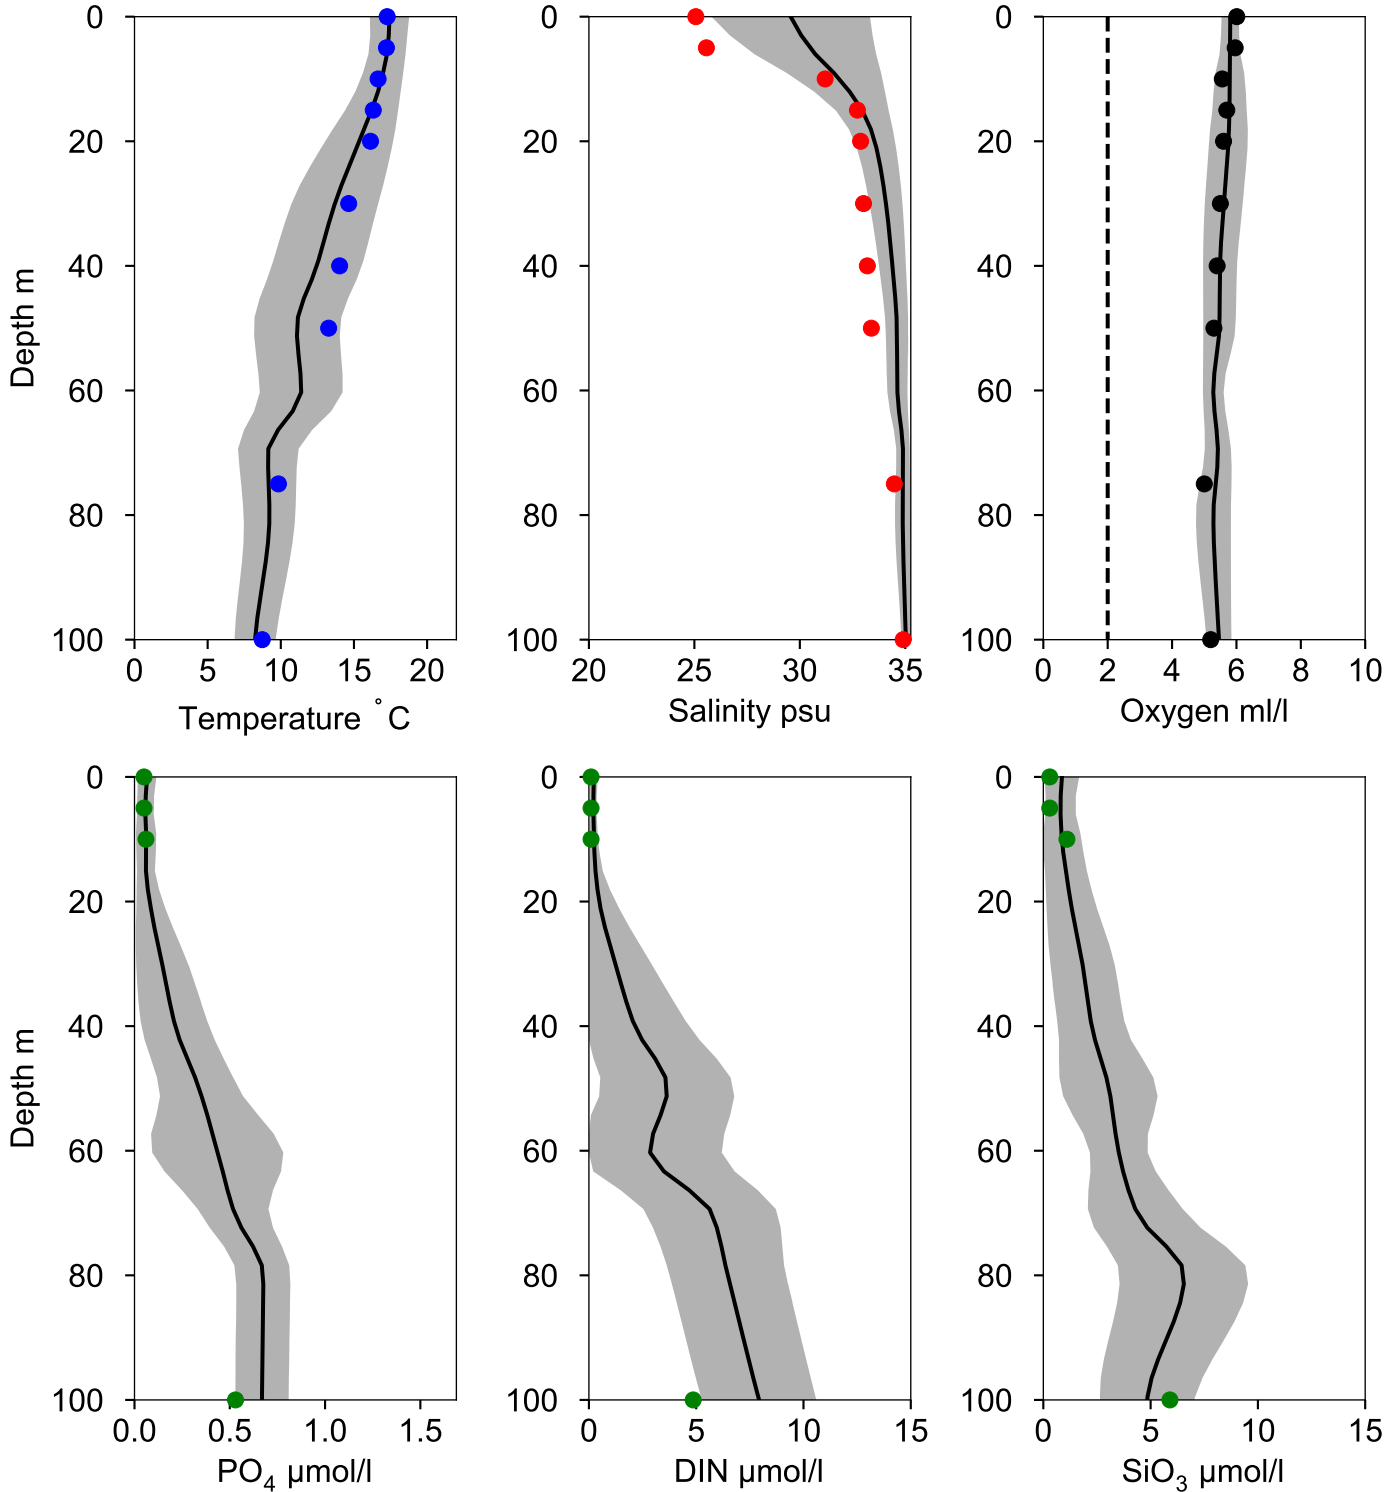 0 0 0
20 20 20
40 40 40
Depth m
60 60 60
80 80 80
100 100 100
0 5 10 15 20 20 25 30 35 0 2 4 6 8 10
Temperature °C Salinity psu Oxygen ml/l
0 0 0
20 20 20
40 40 40
Depth m
60 60 60
80 80 80
100 100 100
0.0 0.5 1.0 1.5 0 5 10 15 0 5 10 15
PO₄ µmol/l DIN µmol/l SiO₃ µmol/l